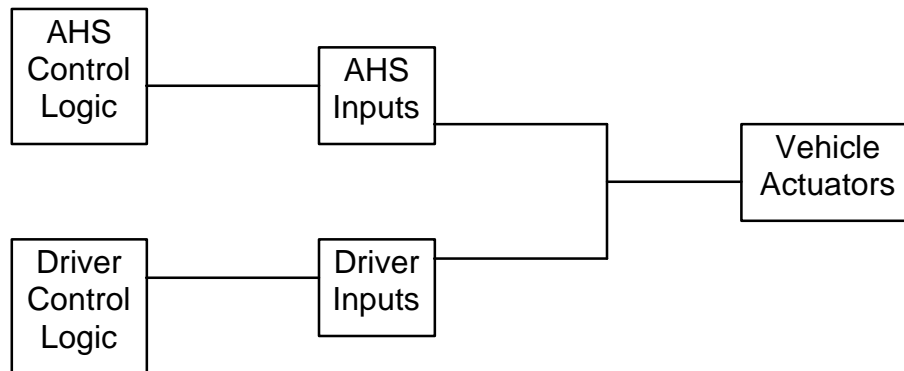 AHS
Control
Logic
AHS
Inputs
Vehicle
Actuators
Driver
Control
Logic
Driver
Inputs